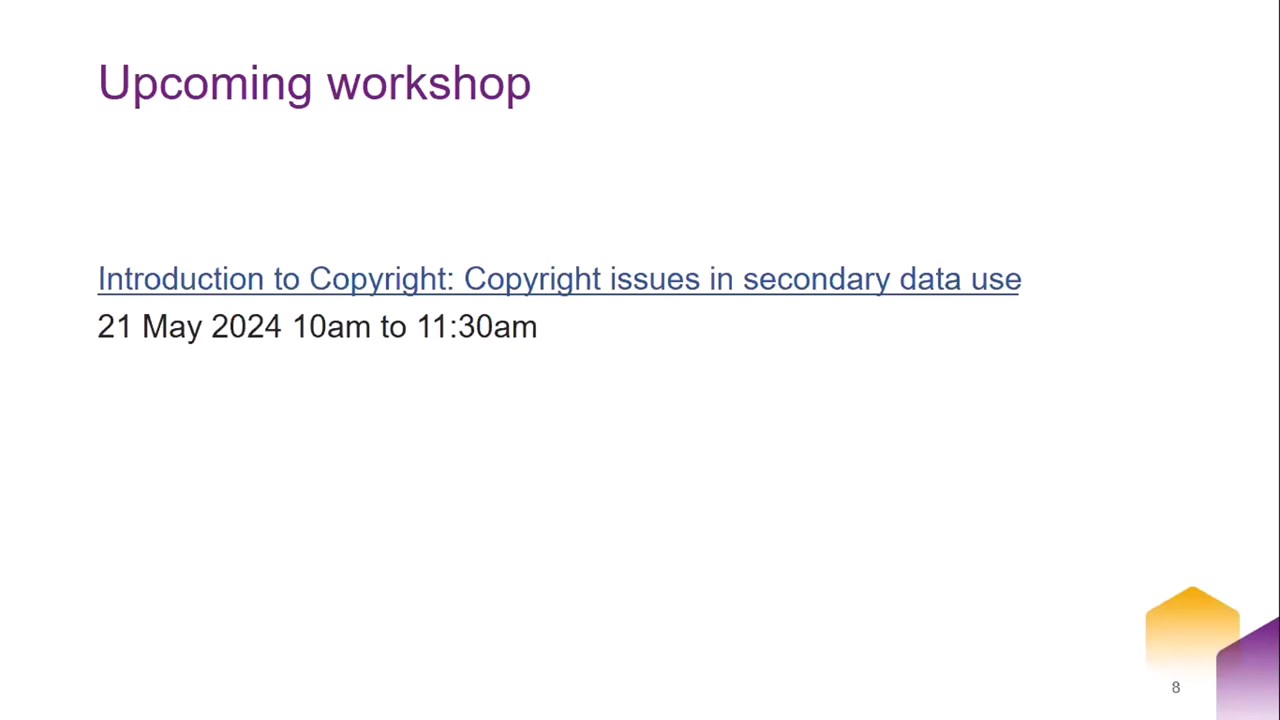 Upcoming workshop
Introduction to Copyright: Copyright issues in secondary data use
21 May 2024 10am to 11:30am
8